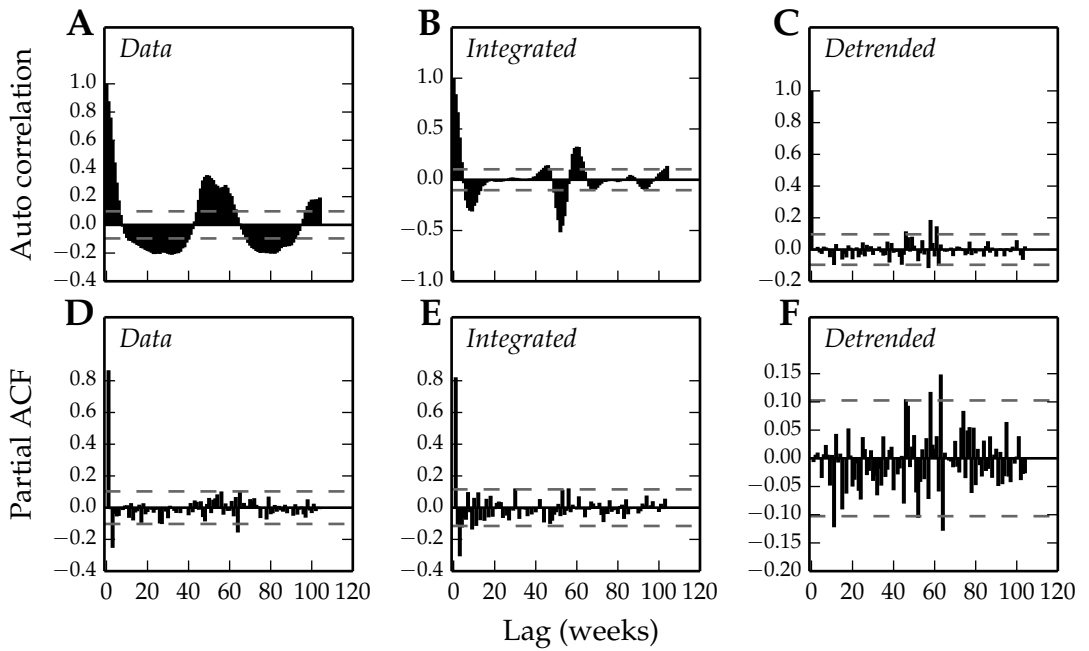 A B C
Data Integrated Detrended
Auto correlation
1.0 0.8 0.6 0.4 0.2 0.0 −0.2 −0.4
1.0 0.5 0.0 −0.5 −1.0
1.0 0.8 0.6 0.4 0.2 0.0 −0.2
D E F
Data Integrated Detrended
Partial ACF
0.8 0.6 0.4 0.2 0.0 −0.2 −0.4
0.8 0.6 0.4 0.2 0.0 −0.2 −0.4
0.15 0.10 0.05 0.00 −0.05 −0.10 −0.15 −0.20
0 20 40 60 80 100 120 0 20 40 60 80 100 120 0 20 40 60 80 100 120
Lag (weeks)